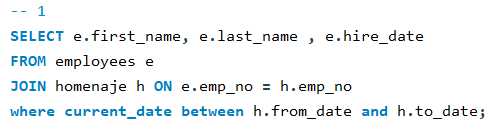 -- 1
SELECT e.first_name, e.last_name , e.hire_date
FROM employees e
JOIN homenaje h ON e.emp_no = h.emp_no
where current_date between h.from_date and h.to_date;